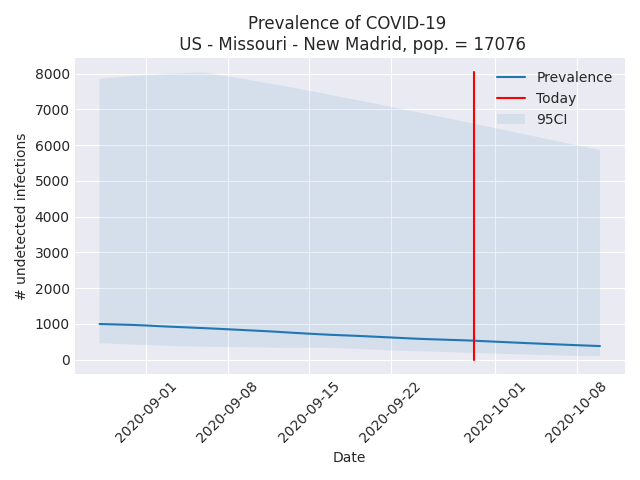 Prevalence of COVID-19
US - Missouri - New Madrid, pop. = 17076
Prevalence
Today
95CI
# undetected infections
8000
7000
6000
5000
4000
3000
2000
1000
0
2020-09-01
2020-09-08
2020-09-15
2020-09-22
2020-10-01
2020-10-08
Date